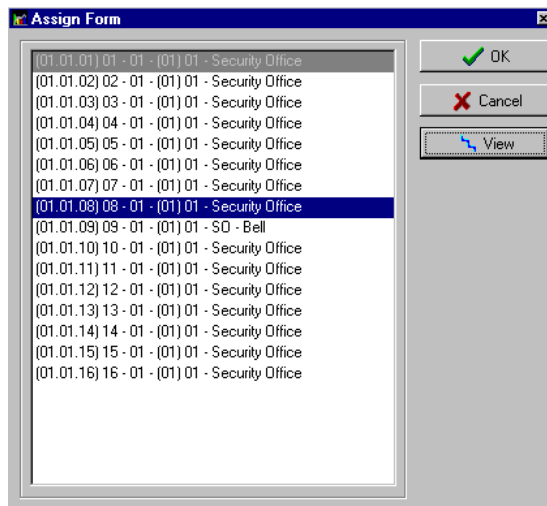 Assign Form
(01.01.01) 01 - 01 - (01) 01 - Security Office
(01.01.02) 02 - 01 - (01) 01 - Security Office
(01.01.03) 03 - 01 - (01) 01 - Security Office
(01.01.04) 04 - 01 - (01) 01 - Security Office
(01.01.05) 05 - 01 - (01) 01 - Security Office
(01.01.06) 06 - 01 - (01) 01 - Security Office
(01.01.07) 07 - 01 - (01) 01 - Security Office
(01.01.08) 08 - 01 - (01) 01 - Security Office
(01.01.09) 09 - 01 - (01) 01 - SO - Bell
(01.01.10) 10 - 01 - (01) 01 - Security Office
(01.01.11) 11 - 01 - (01) 01 - Security Office
(01.01.12) 12 - 01 - (01) 01 - Security Office
(01.01.13) 13 - 01 - (01) 01 - Security Office
(01.01.14) 14 - 01 - (01) 01 - Security Office
(01.01.15) 15 - 01 - (01) 01 - Security Office
(01.01.16) 16 - 01 - (01) 01 - Security Office
OK
Cancel
View